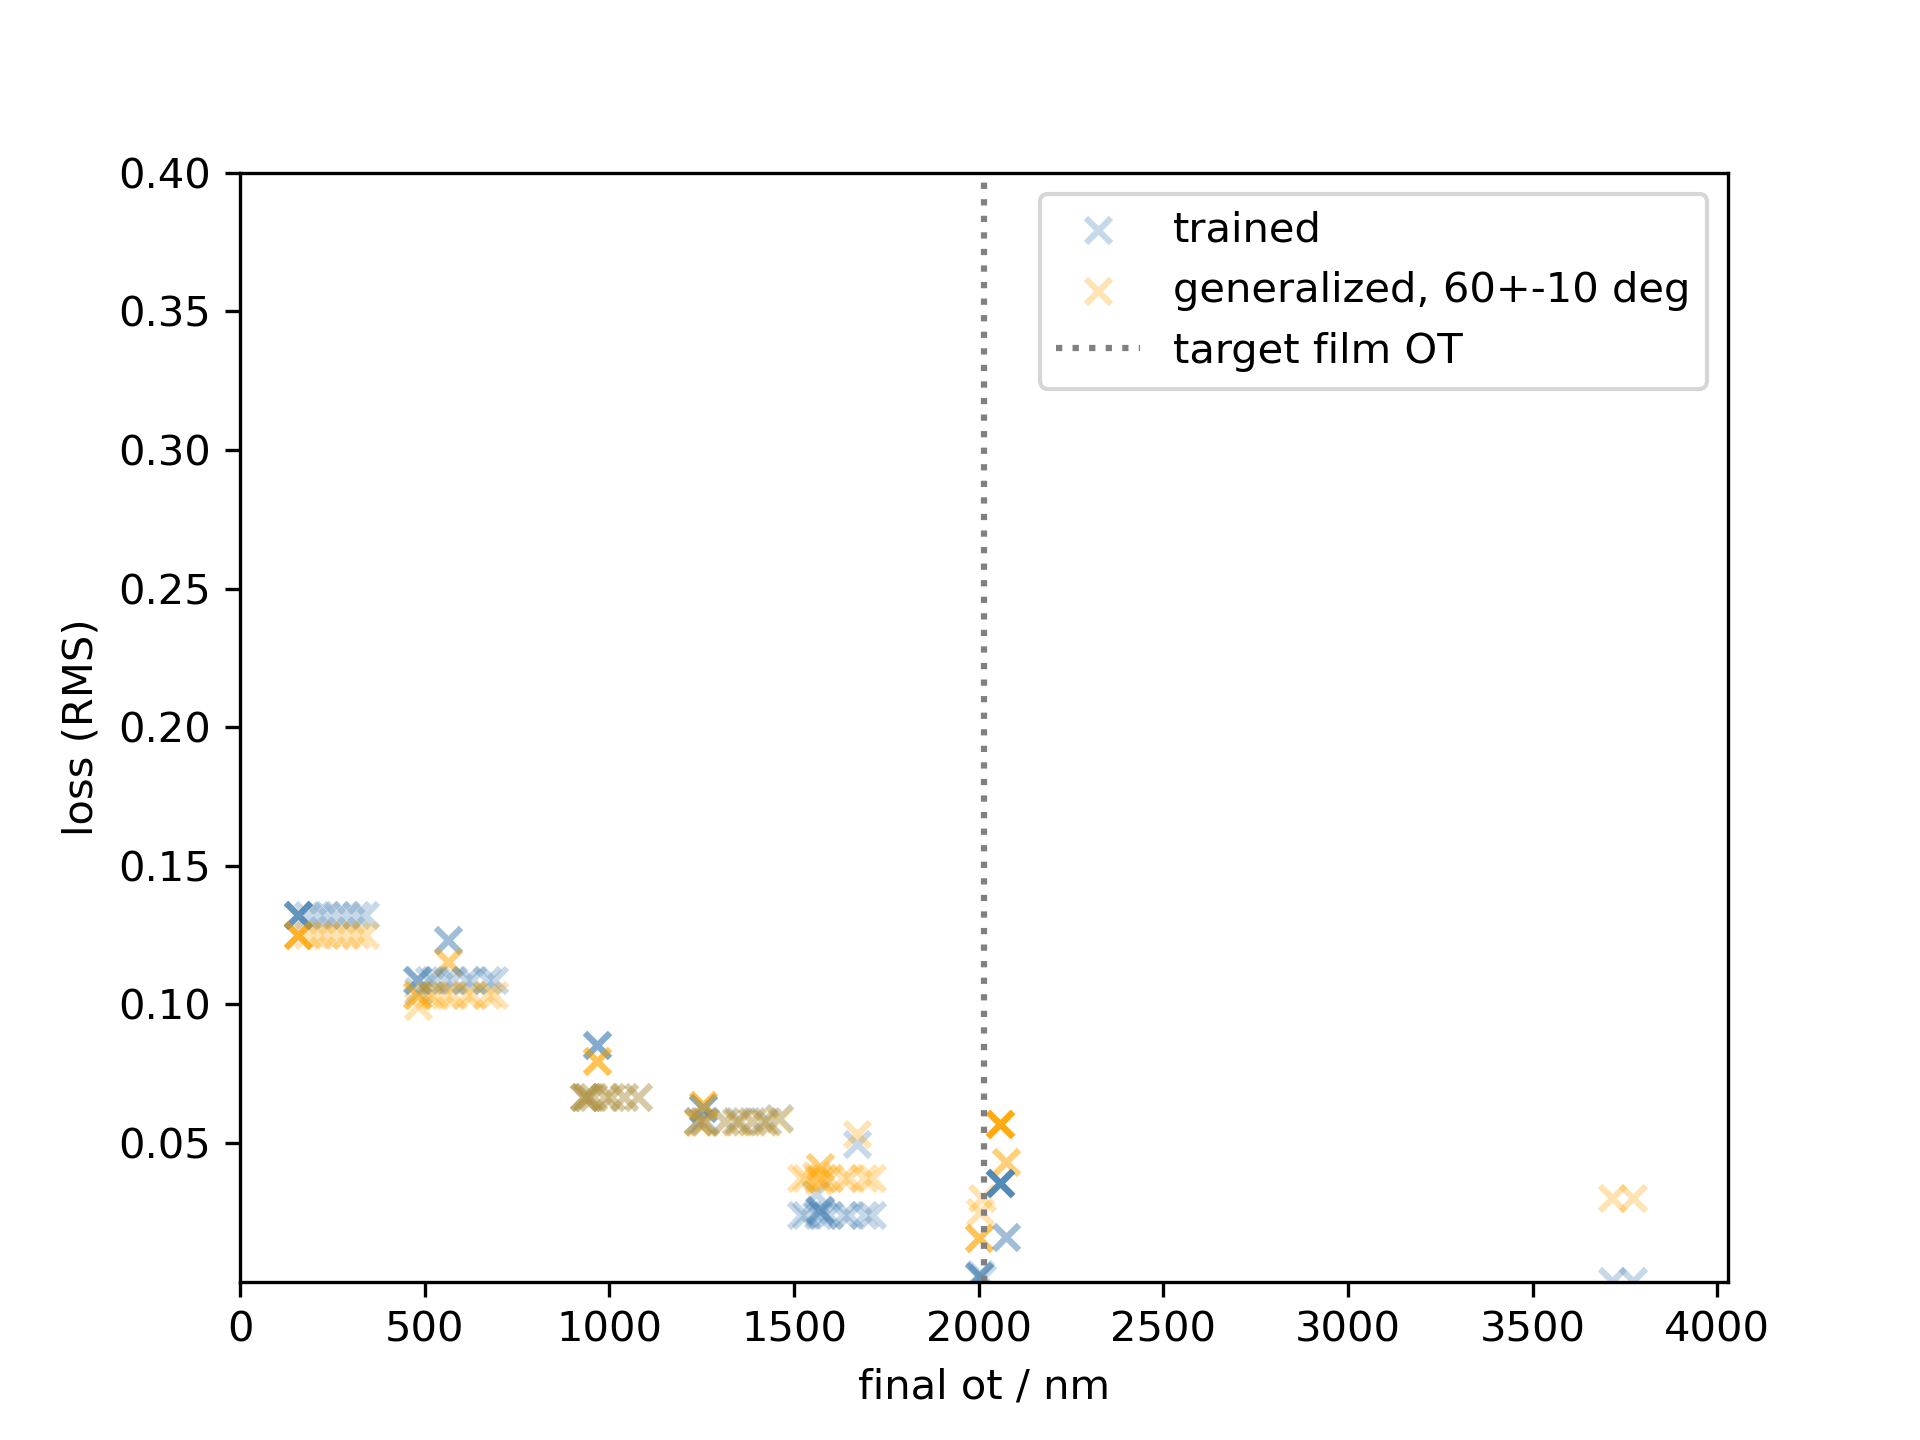 0.40
0.35
0.30
0.25
0.20
0.15
0.10
0.05
loss (RMS)
trained
generalized, 60+-10 deg
target film OT
0 500 1000 1500 2000 2500 3000 3500 4000
final ot / nm